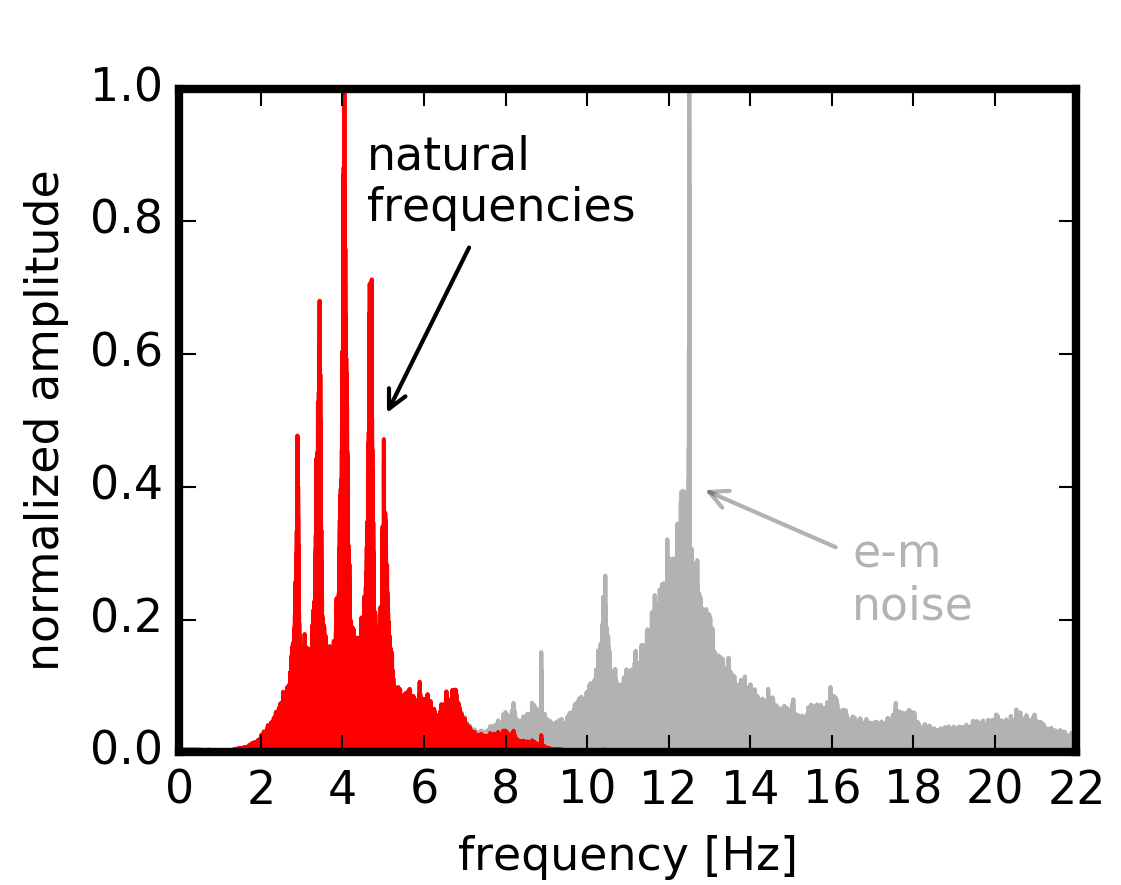 1.0
0.8
0.6
0.4
0.2
0.0
normalized amplitude
natural
frequencies
e-m
noise
0 2 4 6 8 10 12 14 16 18 20 22
frequency [Hz]